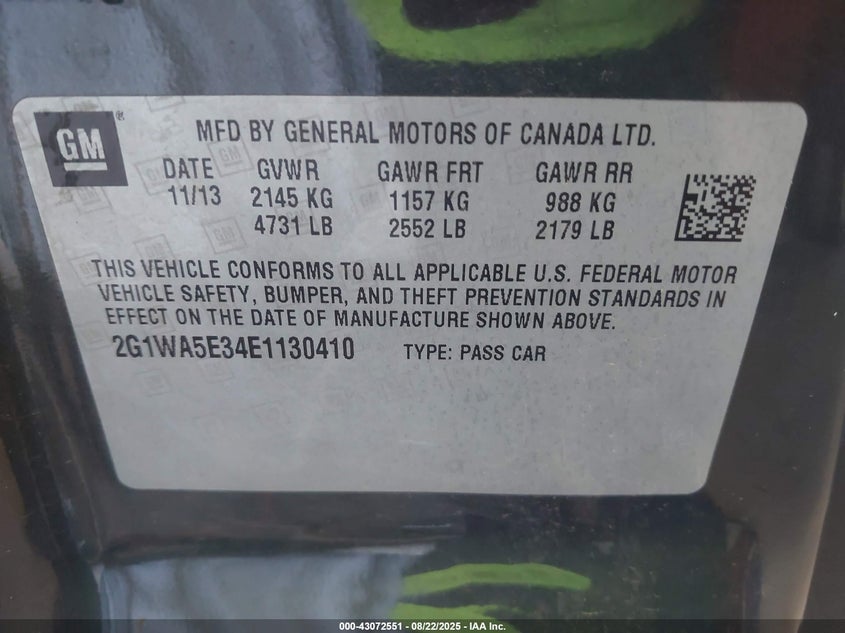 GM
MFD BY GENERAL MOTORS OF CANADA LTD.
DATE GVWR GAWR FRT GAWR RR
11/13 2145 KG 1157 KG 988 KG
4731 LB 2552 LB 2179 LB
THIS VEHICLE CONFORMS TO ALL APPLICABLE U.S. FEDERAL MOTOR
VEHICLE SAFETY, BUMPER, AND THEFT PREVENTION STANDARDS IN
EFFECT ON THE DATE OF MANUFACTURE SHOWN ABOVE.
2G1WA5E34E1130410 TYPE: PASS CAR
000-43072551 - 08/22/2025 - IAA Inc.